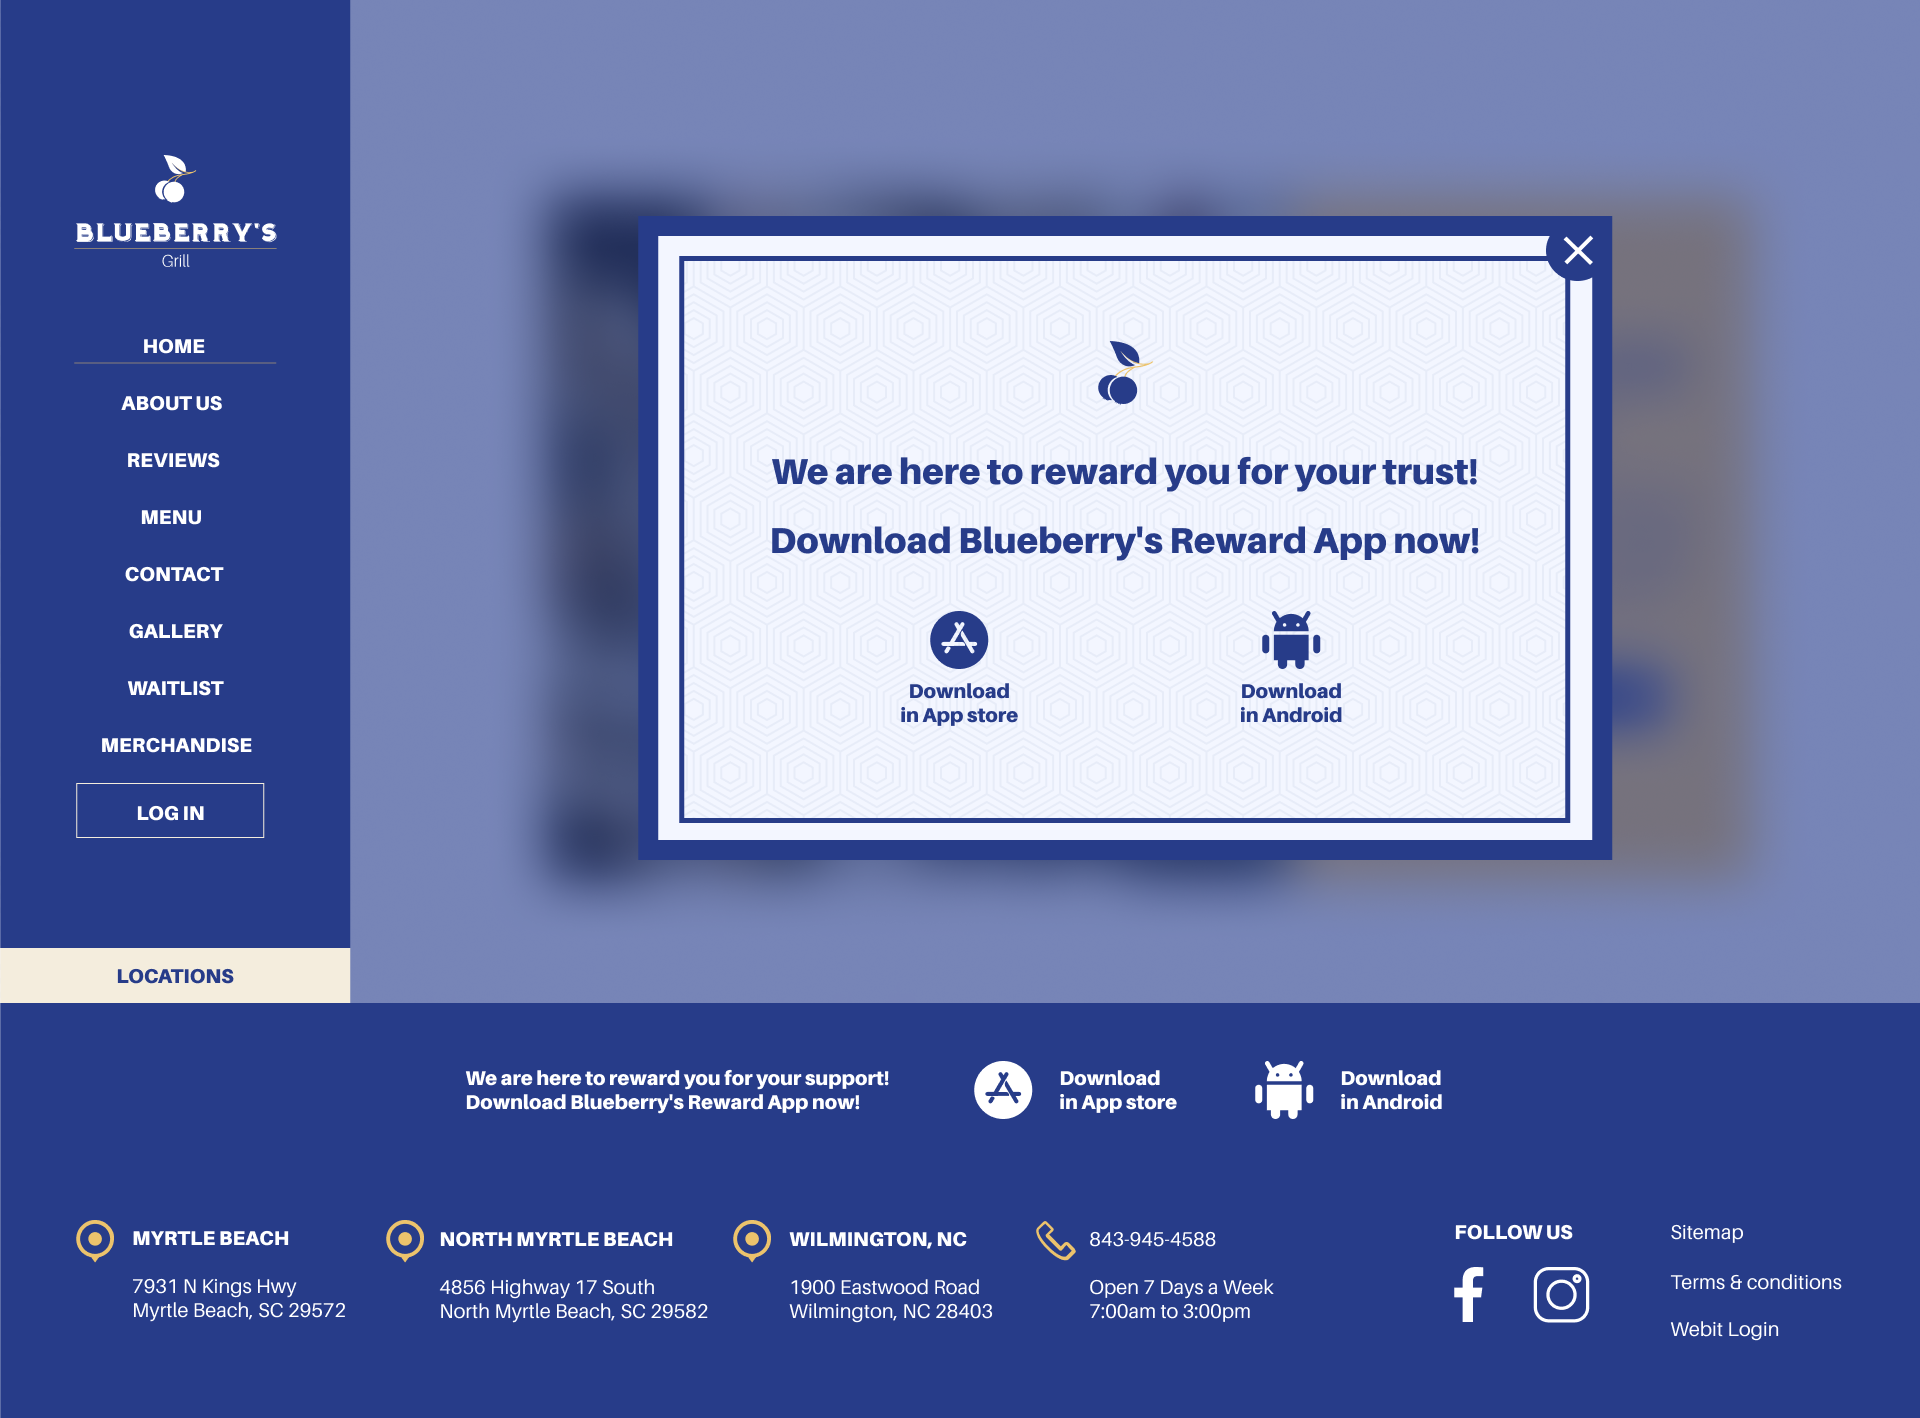 BLUEBERRY'S
Grill
HOME
ABOUT US
REVIEWS
MENU
CONTACT
GALLERY
WAITLIST
MERCHANDISE
LOG IN
LOCATIONS
We are here to reward you for your trust!
Download Blueberry's Reward App now!
Download
in App store
Download
in Android
We are here to reward you for your support!
Download Blueberry's Reward App now!
Download
in App store
Download
in Android
MYRTLE BEACH
7931 N Kings Hwy
Myrtle Beach, SC 29572
NORTH MYRTLE BEACH
4856 Highway 17 South
North Myrtle Beach, SC 29582
WILMINGTON, NC
1900 Eastwood Road
Wilmington, NC 28403
843-945-4588
Open 7 Days a Week
7:00am to 3:00pm
FOLLOW US
Sitemap
Terms & conditions
Webit Login